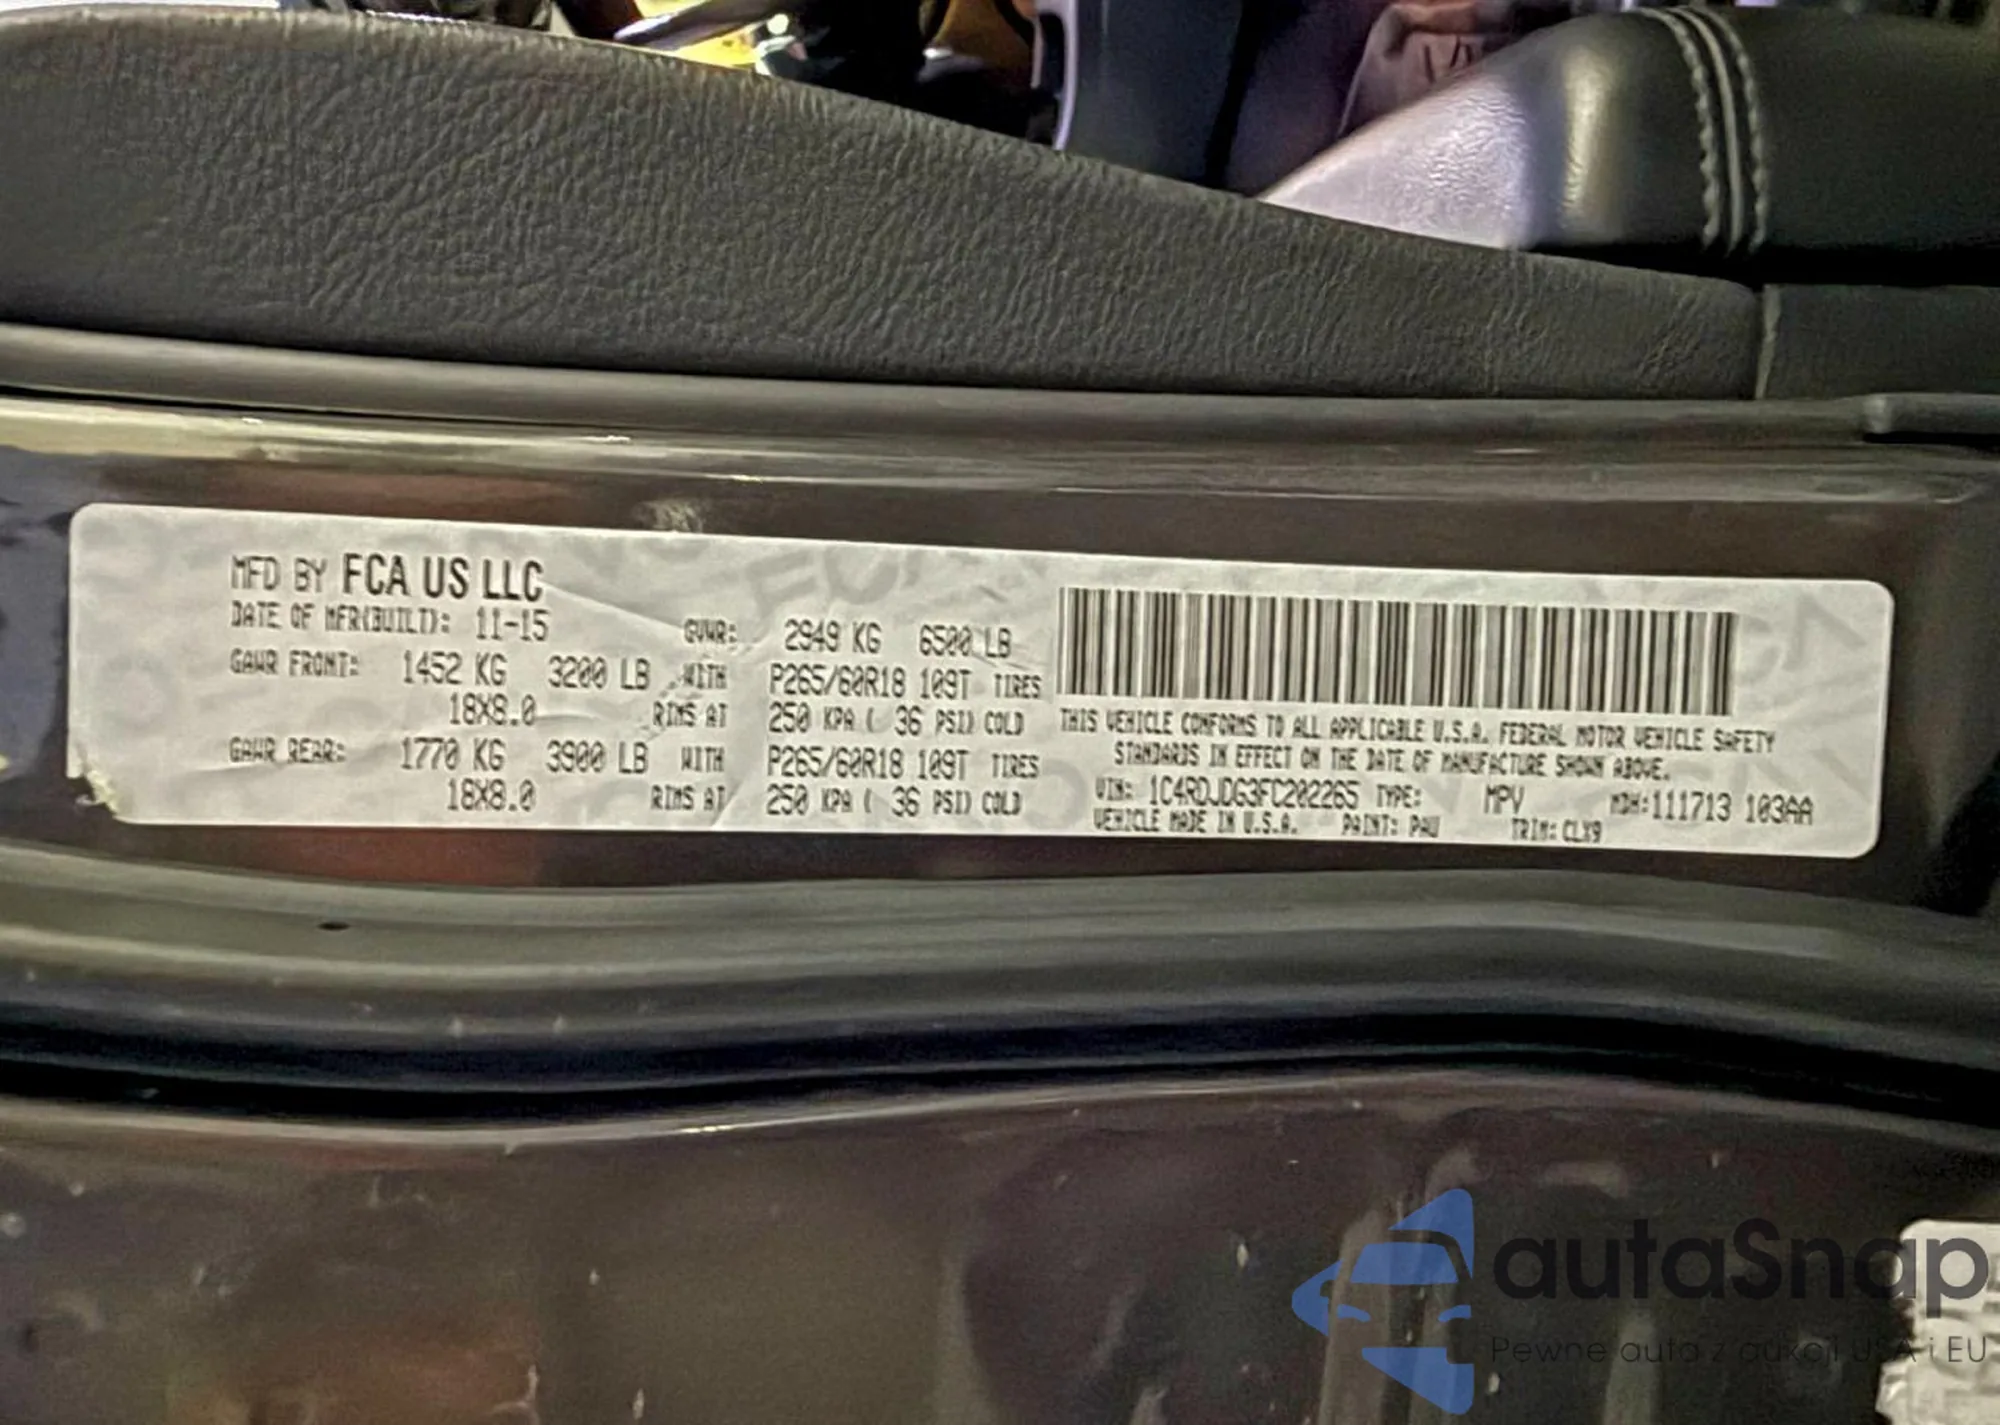 MFD BY FCA US LLC
DATE OF MFR(BUILT): 11-15 GVWR: 2949 KG 6500 LB
GAWR FRONT: 1452 KG 3200 LB WITH P265/60R18 109T TIRES
18X8.0 RIMS AT 250 KPA ( 36 PSI) COLD
GAWR REAR: 1770 KG 3900 LB WITH P265/60R18 109T TIRES
18X8.0 RIMS AT 250 KPA ( 36 PSI) COLD
THIS VEHICLE CONFORMS TO ALL APPLICABLE U.S.A. FEDERAL MOTOR VEHICLE SAFETY
STANDARDS IN EFFECT ON THE DATE OF MANUFACTURE SHOWN ABOVE.
VIN: 1C4RDJDG3FC202265 TYPE: MPV MDH:111713 103AA
VEHICLE MADE IN U.S.A. PAINT: PAU TRIM: CLX9
autaSnap
Pewne auta z aukcji USA i EU